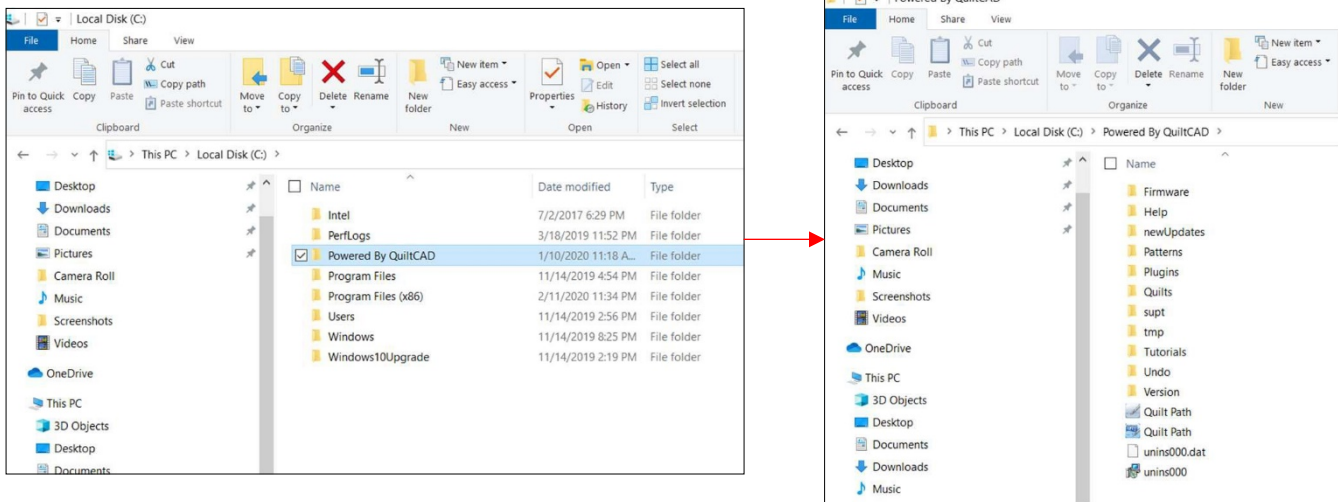 Local Disk (C:)
File Home Share View
Pin to Quick access
Copy
Paste
Cut
Copy path
Paste shortcut
Clipboard
Move to
Copy to
Delete
Rename
Organize
New folder
New item
Easy access
New
Properties
Open
Edit
History
Open
Select all
Select none
Invert selection
Select
This PC > Local Disk (C:) >
Desktop
Downloads
Documents
Pictures
Camera Roll
Music
Screenshots
Videos
OneDrive
This PC
3D Objects
Desktop
Documents
Name Date modified Type
Intel 7/2/2017 6:29 PM File folder
PerfLogs 3/18/2019 11:52 PM File folder
Powered By QuiltCAD 1/10/2020 11:18 A... File folder
Program Files 11/14/2019 4:54 PM File folder
Program Files (x86) 2/11/2020 11:34 PM File folder
Users 11/14/2019 2:56 PM File folder
Windows 11/14/2019 8:25 PM File folder
Windows10Upgrade 11/14/2019 2:19 PM File folder
Powered By QuiltCAD
File Home Share View
Pin to Quick access
Copy
Paste
Cut
Copy path
Paste shortcut
Clipboard
Move to
Copy to
Delete
Rename
Organize
New folder
New item
Easy access
New
This PC > Local Disk (C:) > Powered By QuiltCAD >
Desktop
Downloads
Documents
Pictures
Camera Roll
Music
Screenshots
Videos
OneDrive
This PC
3D Objects
Desktop
Documents
Downloads
Music
Name
Firmware
Help
newUpdates
Patterns
Plugins
Quilts
supt
tmp
Tutorials
Undo
Version
Quilt Path
Quilt Path
unins000.dat
unins000